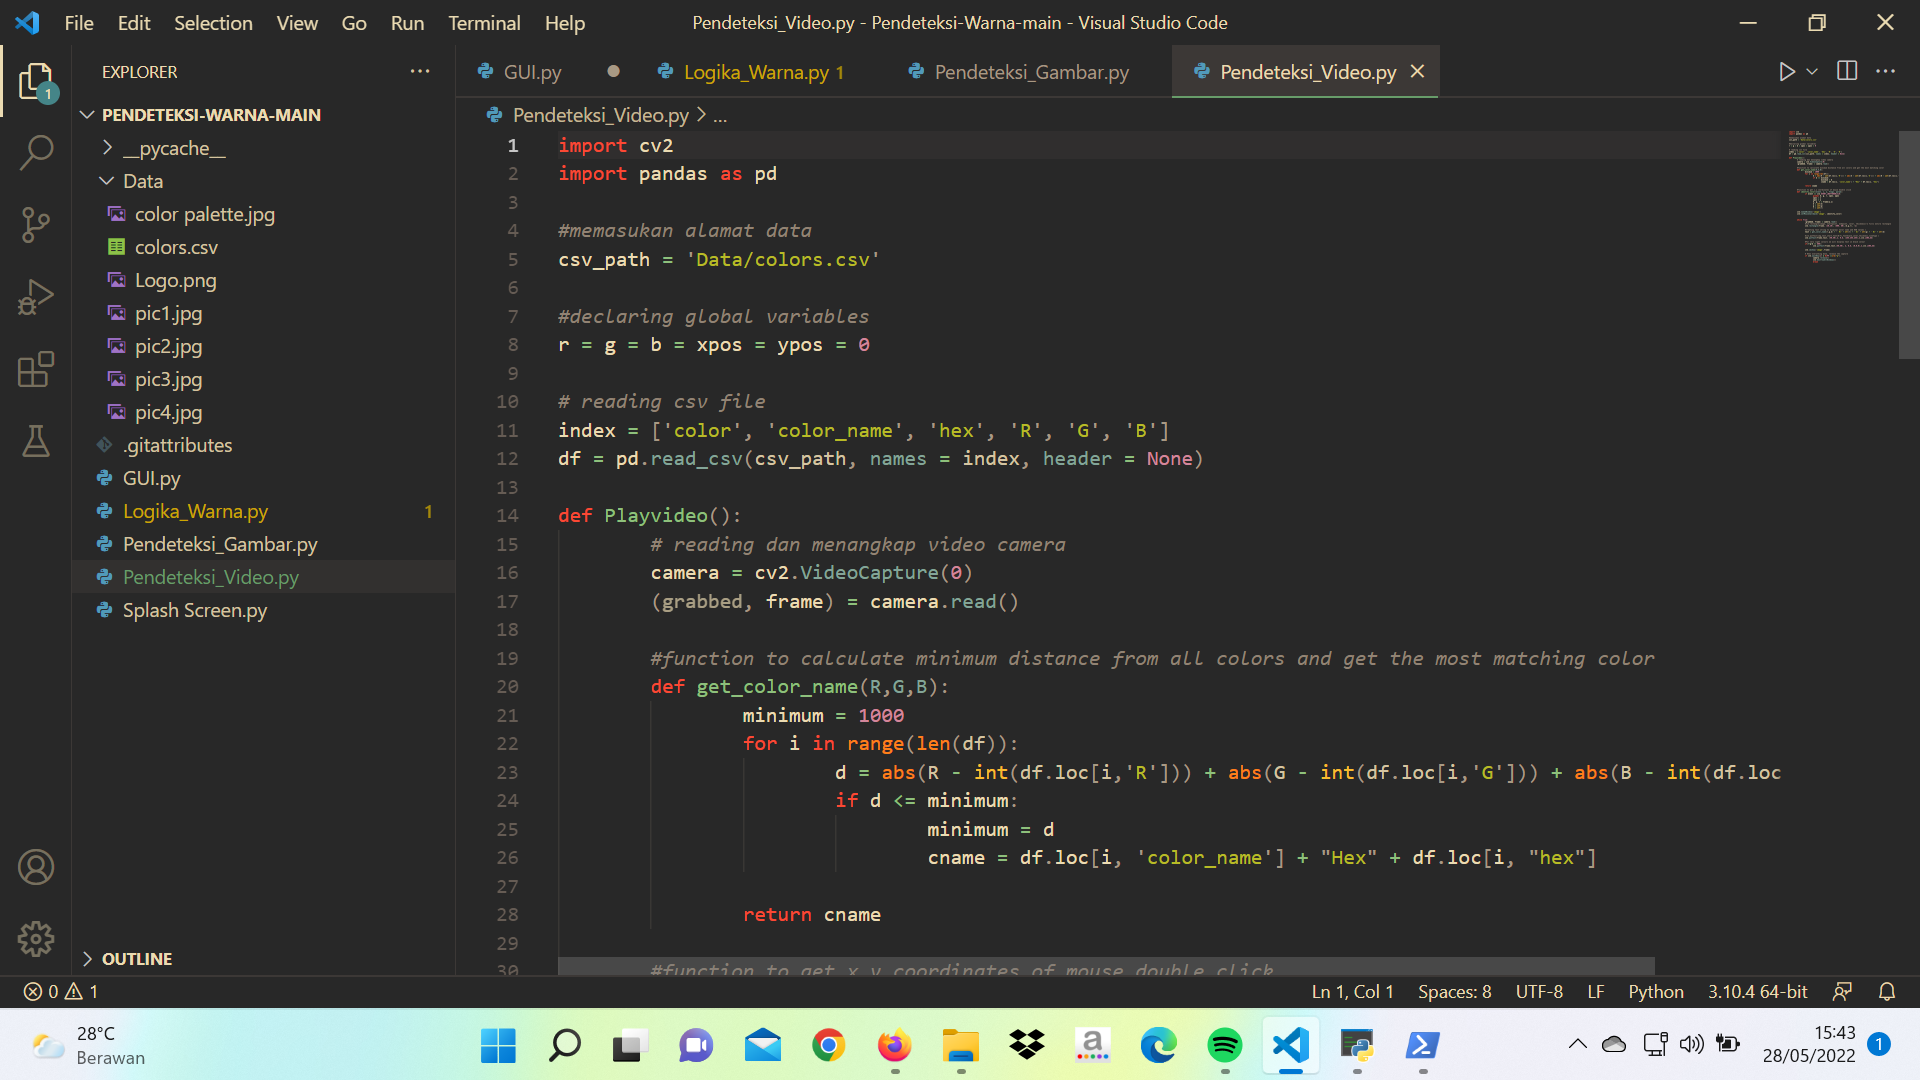 File Edit Selection View Go Run Terminal Help
Pendeteksi_Video.py - Pendeteksi-Warna-main - Visual Studio Code
EXPLORER
1
PENDETEKSI-WARNA-MAIN
__pycache__
Data
color palette.jpg
colors.csv
Logo.png
pic1.jpg
pic2.jpg
pic3.jpg
pic4.jpg
.gitattributes
GUI.py
Logika_Warna.py 1
Pendeteksi_Gambar.py
Pendeteksi_Video.py
Splash Screen.py
OUTLINE
GUI.py
Logika_Warna.py 1
Pendeteksi_Gambar.py
Pendeteksi_Video.py
Pendeteksi_Video.py > ...
1 import cv2
2 import pandas as pd
3
4 #memasukan alamat data
5 csv_path = 'Data/colors.csv'
6
7 #declaring global variables
8 r = g = b = xpos = ypos = 0
9
10 # reading csv file
11 index = ['color', 'color_name', 'hex', 'R', 'G', 'B']
12 df = pd.read_csv(csv_path, names = index, header = None)
13
14 def Playvideo():
15 # reading dan menangkap video camera
16 camera = cv2.VideoCapture(0)
17 (grabbed, frame) = camera.read()
18
19 #function to calculate minimum distance from all colors and get the most matching color
20 def get_color_name(R,G,B):
21 minimum = 1000
22 for i in range(len(df)):
23 d = abs(R - int(df.loc[i,'R'])) + abs(G - int(df.loc[i,'G'])) + abs(B - int(df.loc
24 if d <= minimum:
25 minimum = d
26 cname = df.loc[i, 'color_name'] + "Hex" + df.loc[i, "hex"]
27
28 return cname
29
30 #function to get x,y coordinates of mouse double click
0 1
Ln 1, Col 1 Spaces: 8 UTF-8 LF Python 3.10.4 64-bit
28°C
Berawan
a
15:43
28/05/2022
1